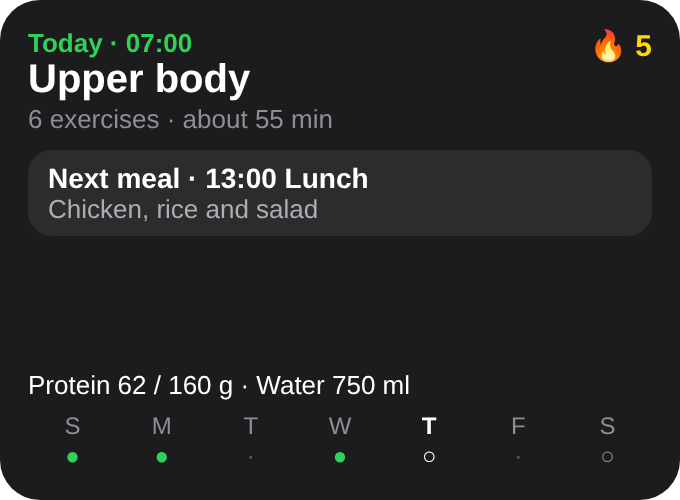 Today · 07:00
🔥 5
Upper body
6 exercises · about 55 min
Next meal · 13:00 Lunch
Chicken, rice and salad
Protein 62 / 160 g · Water 750 ml
S M T W T F S
● ● · ● ○ · ○